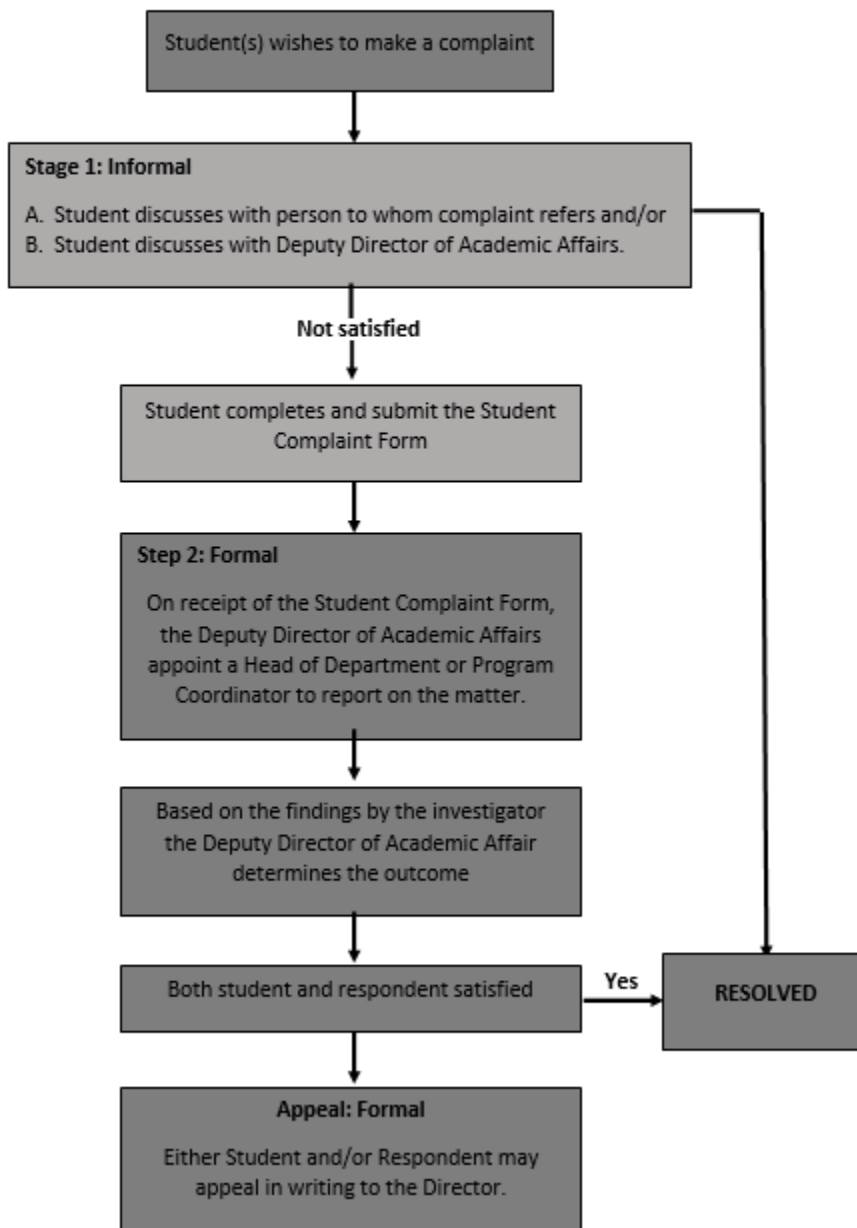 Student(s) wishes to make a complaint
Stage 1: Informal
A. Student discusses with person to whom complaint refers and/or
B. Student discusses with Deputy Director of Academic Affairs.
Not satisfied
Student completes and submit the Student
Complaint Form
Step 2: Formal
On receipt of the Student Complaint Form,
the Deputy Director of Academic Affairs
appoint a Head of Department or Program
Coordinator to report on the matter.
Based on the findings by the investigator
the Deputy Director of Academic Affair
determines the outcome
Both student and respondent satisfied
Yes
RESOLVED
Appeal: Formal
Either Student and/or Respondent may
appeal in writing to the Director.